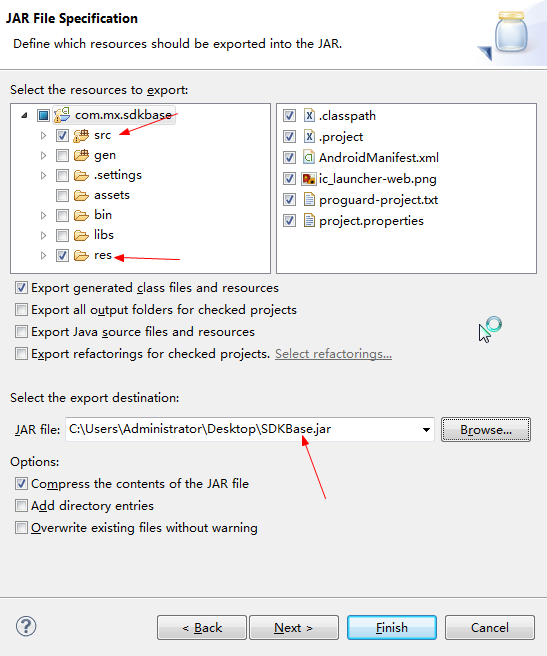 JAR File Specification
Define which resources should be exported into the JAR.
Select the resources to export:
com.mx.sdkbase
src
gen
.settings
assets
bin
libs
res
.classpath
.project
AndroidManifest.xml
ic_launcher-web.png
proguard-project.txt
project.properties
Export generated class files and resources
Export all output folders for checked projects
Export Java source files and resources
Export refactorings for checked projects. Select refactorings...
Select the export destination:
JAR file: C:\Users\Administrator\Desktop\SDKBase.jar Browse...
Options:
Compress the contents of the JAR file
Add directory entries
Overwrite existing files without warning
? < Back Next > Finish Cancel